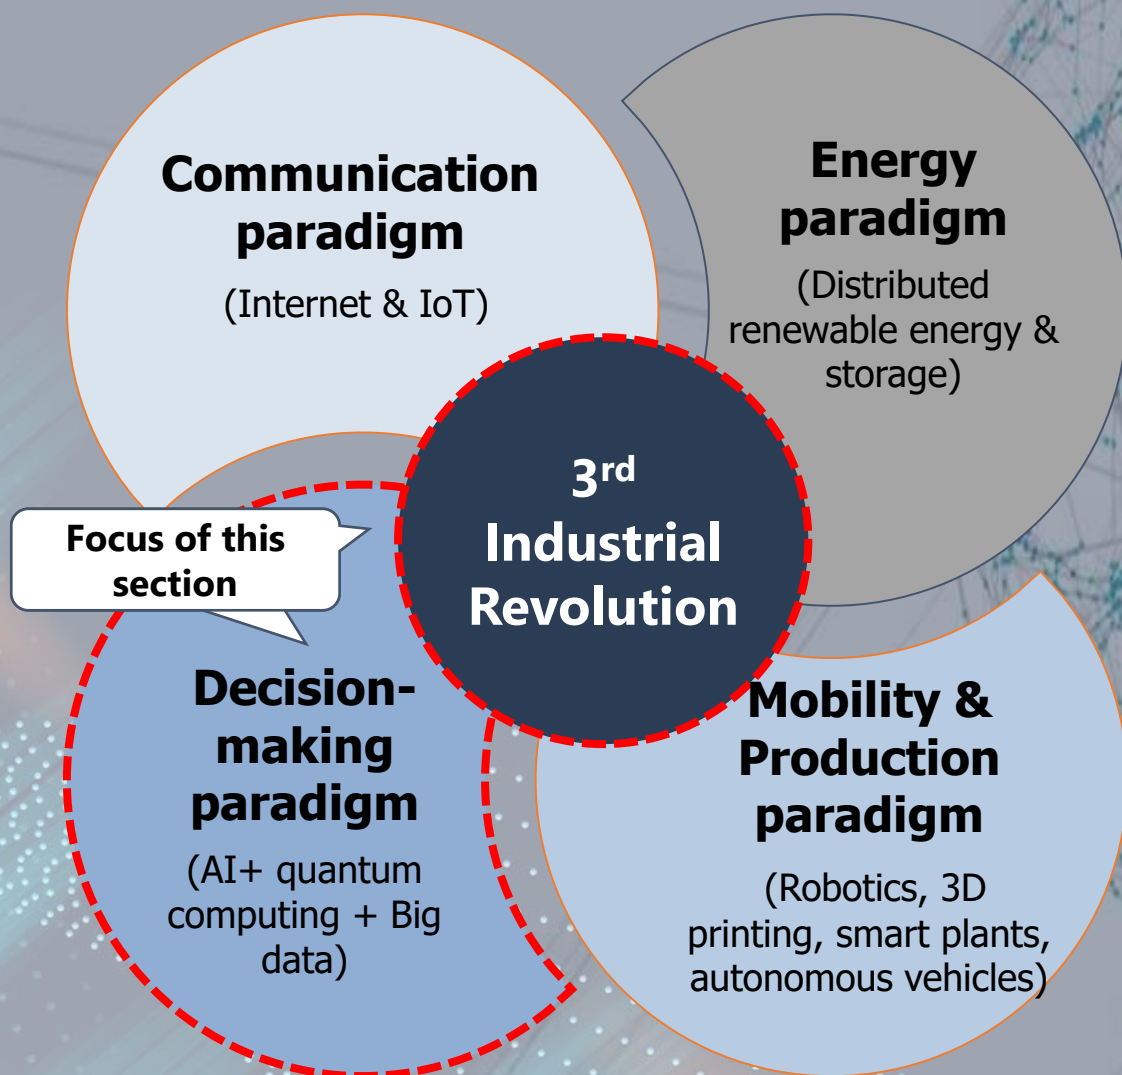 Communication
paradigm
(Internet & IoT)
Energy
paradigm
(Distributed
renewable energy &
storage)
3rd
Industrial
Revolution
Focus of this
section
Decision-
making
paradigm
(AI+ quantum
computing + Big
data)
Mobility &
Production
paradigm
(Robotics, 3D
printing, smart plants,
autonomous vehicles)